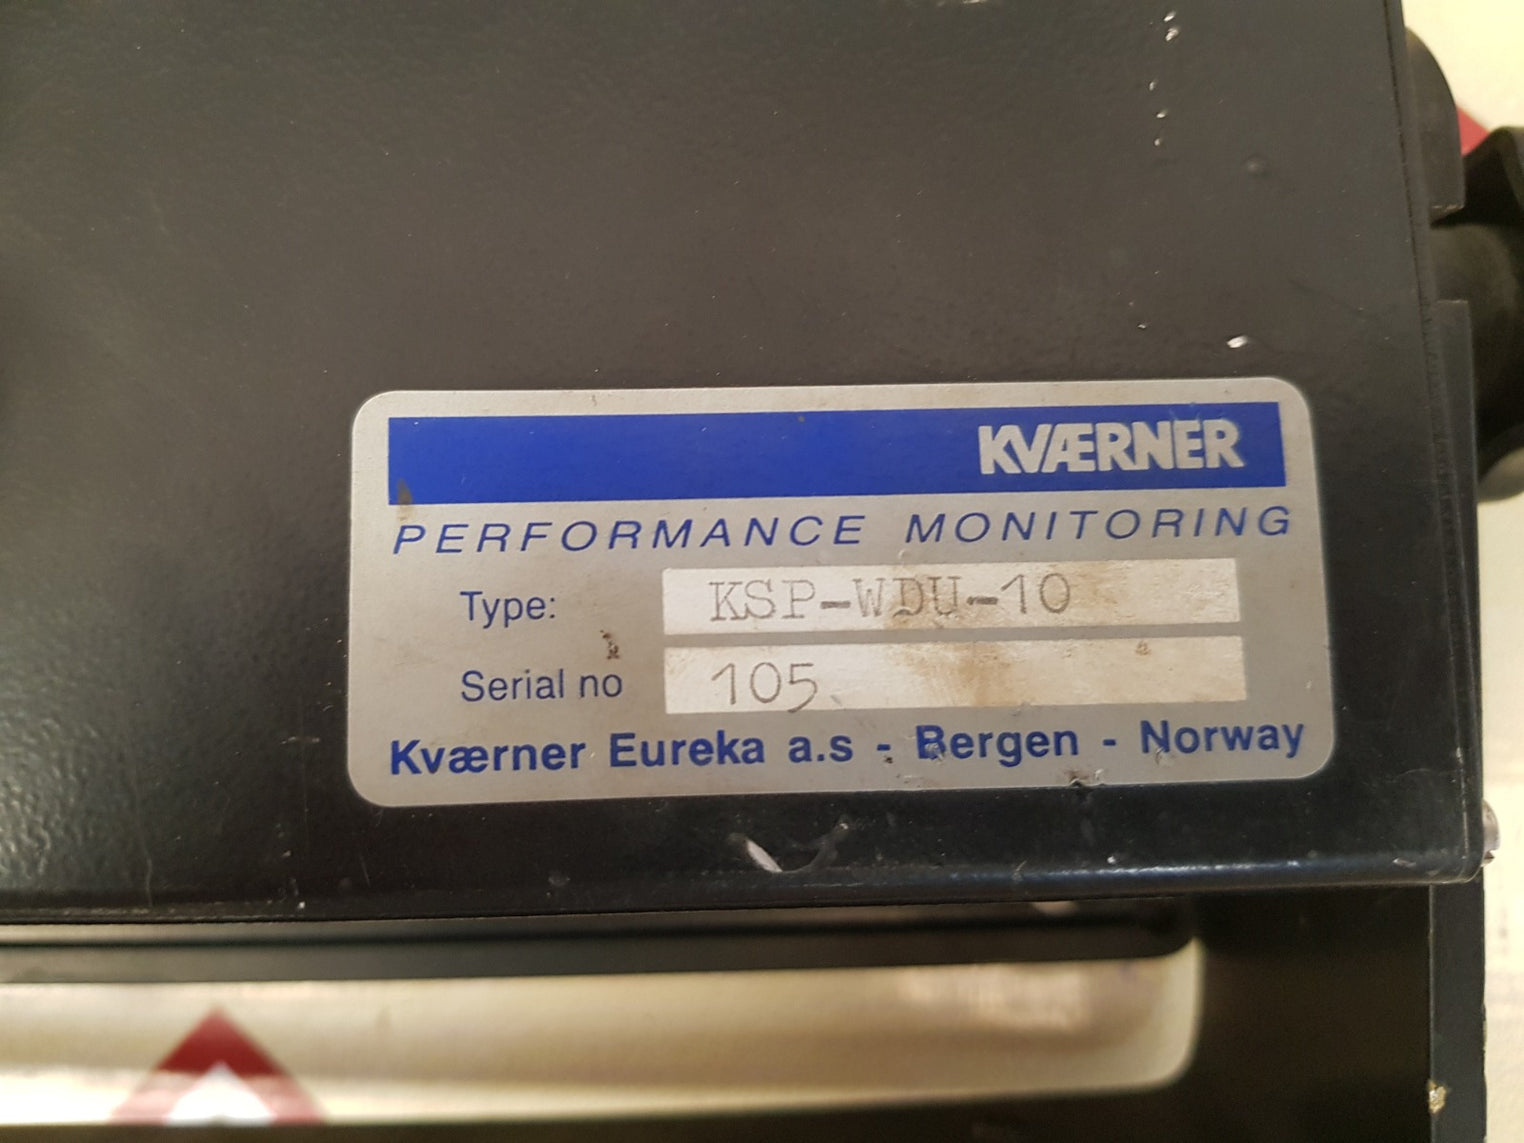 KVÆRNER
PERFORMANCE MONITORING
Type: KSP-WDU-10
Serial no 105
Kværner Eureka a.s - Bergen - Norway